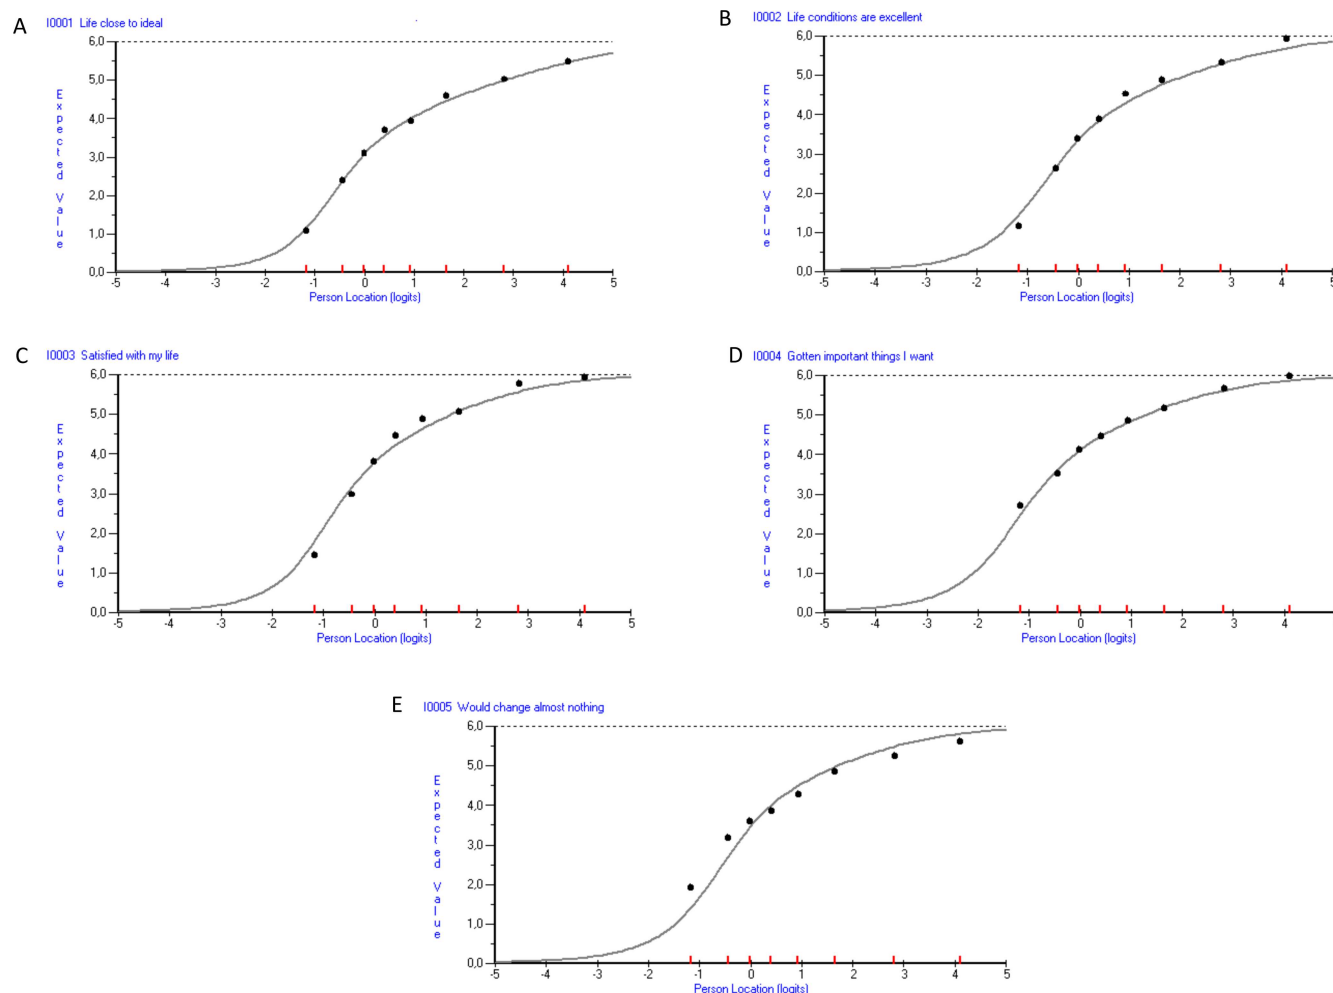 A
I0001 Life close to ideal
6,0
5,0
4,0
3,0
2,0
1,0
0,0
Expected Value
-5 -4 -3 -2 -1 0 1 2 3 4 5
Person Location (logits)
B
I0002 Life conditions are excellent
6,0
5,0
4,0
3,0
2,0
1,0
0,0
Expected Value
-5 -4 -3 -2 -1 0 1 2 3 4 5
Person Location (logits)
C
I0003 Satisfied with my life
6,0
5,0
4,0
3,0
2,0
1,0
0,0
Expected Value
-5 -4 -3 -2 -1 0 1 2 3 4 5
Person Location (logits)
D
I0004 Gotten important things I want
6,0
5,0
4,0
3,0
2,0
1,0
0,0
Expected Value
-5 -4 -3 -2 -1 0 1 2 3 4
Person Location (logits)
E
I0005 Would change almost nothing
6,0
5,0
4,0
3,0
2,0
1,0
0,0
Expected Value
-5 -4 -3 -2 -1 0 1 2 3 4 5
Person Location (logits)